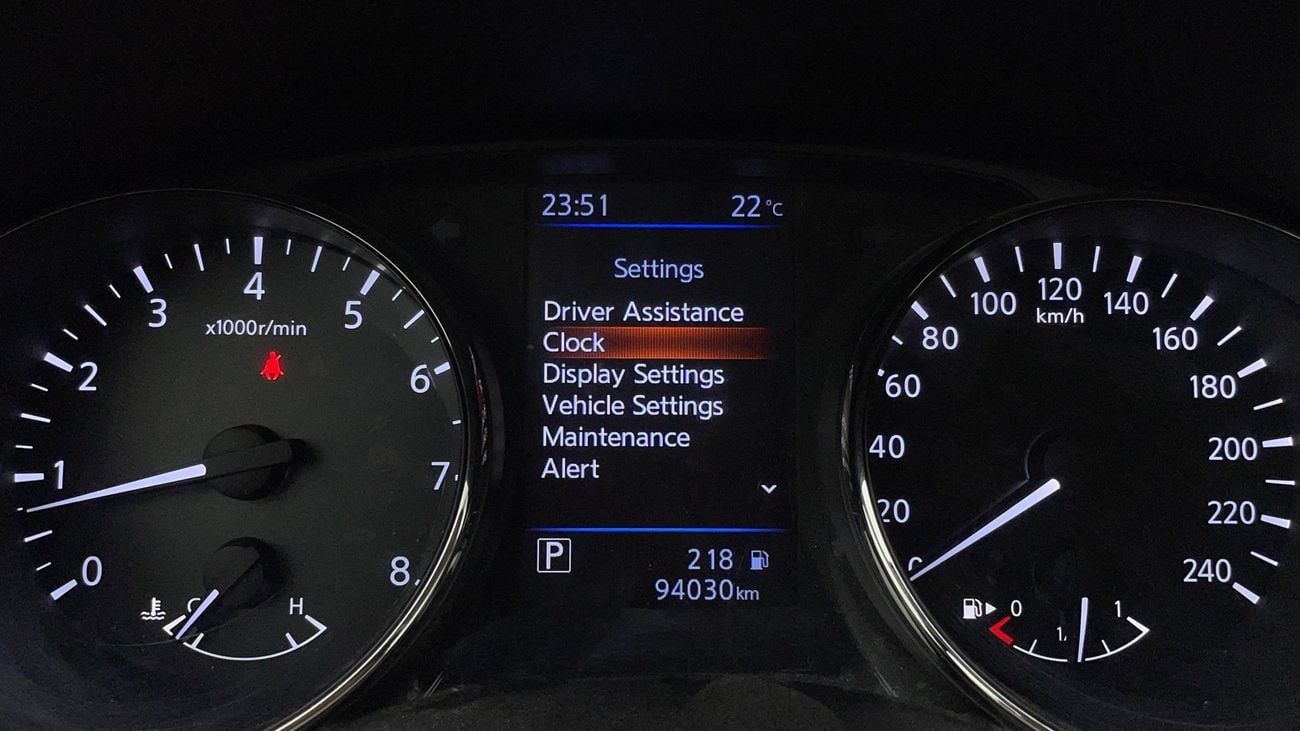 0
1
2
3
4
5
6
7
8
x1000r/min
C H
23:51 22°C
Settings
Driver Assistance
Clock
Display Settings
Vehicle Settings
Maintenance
Alert
P 218
94030km
20
40
60
80
100
120
140
160
180
200
220
240
km/h
0 1